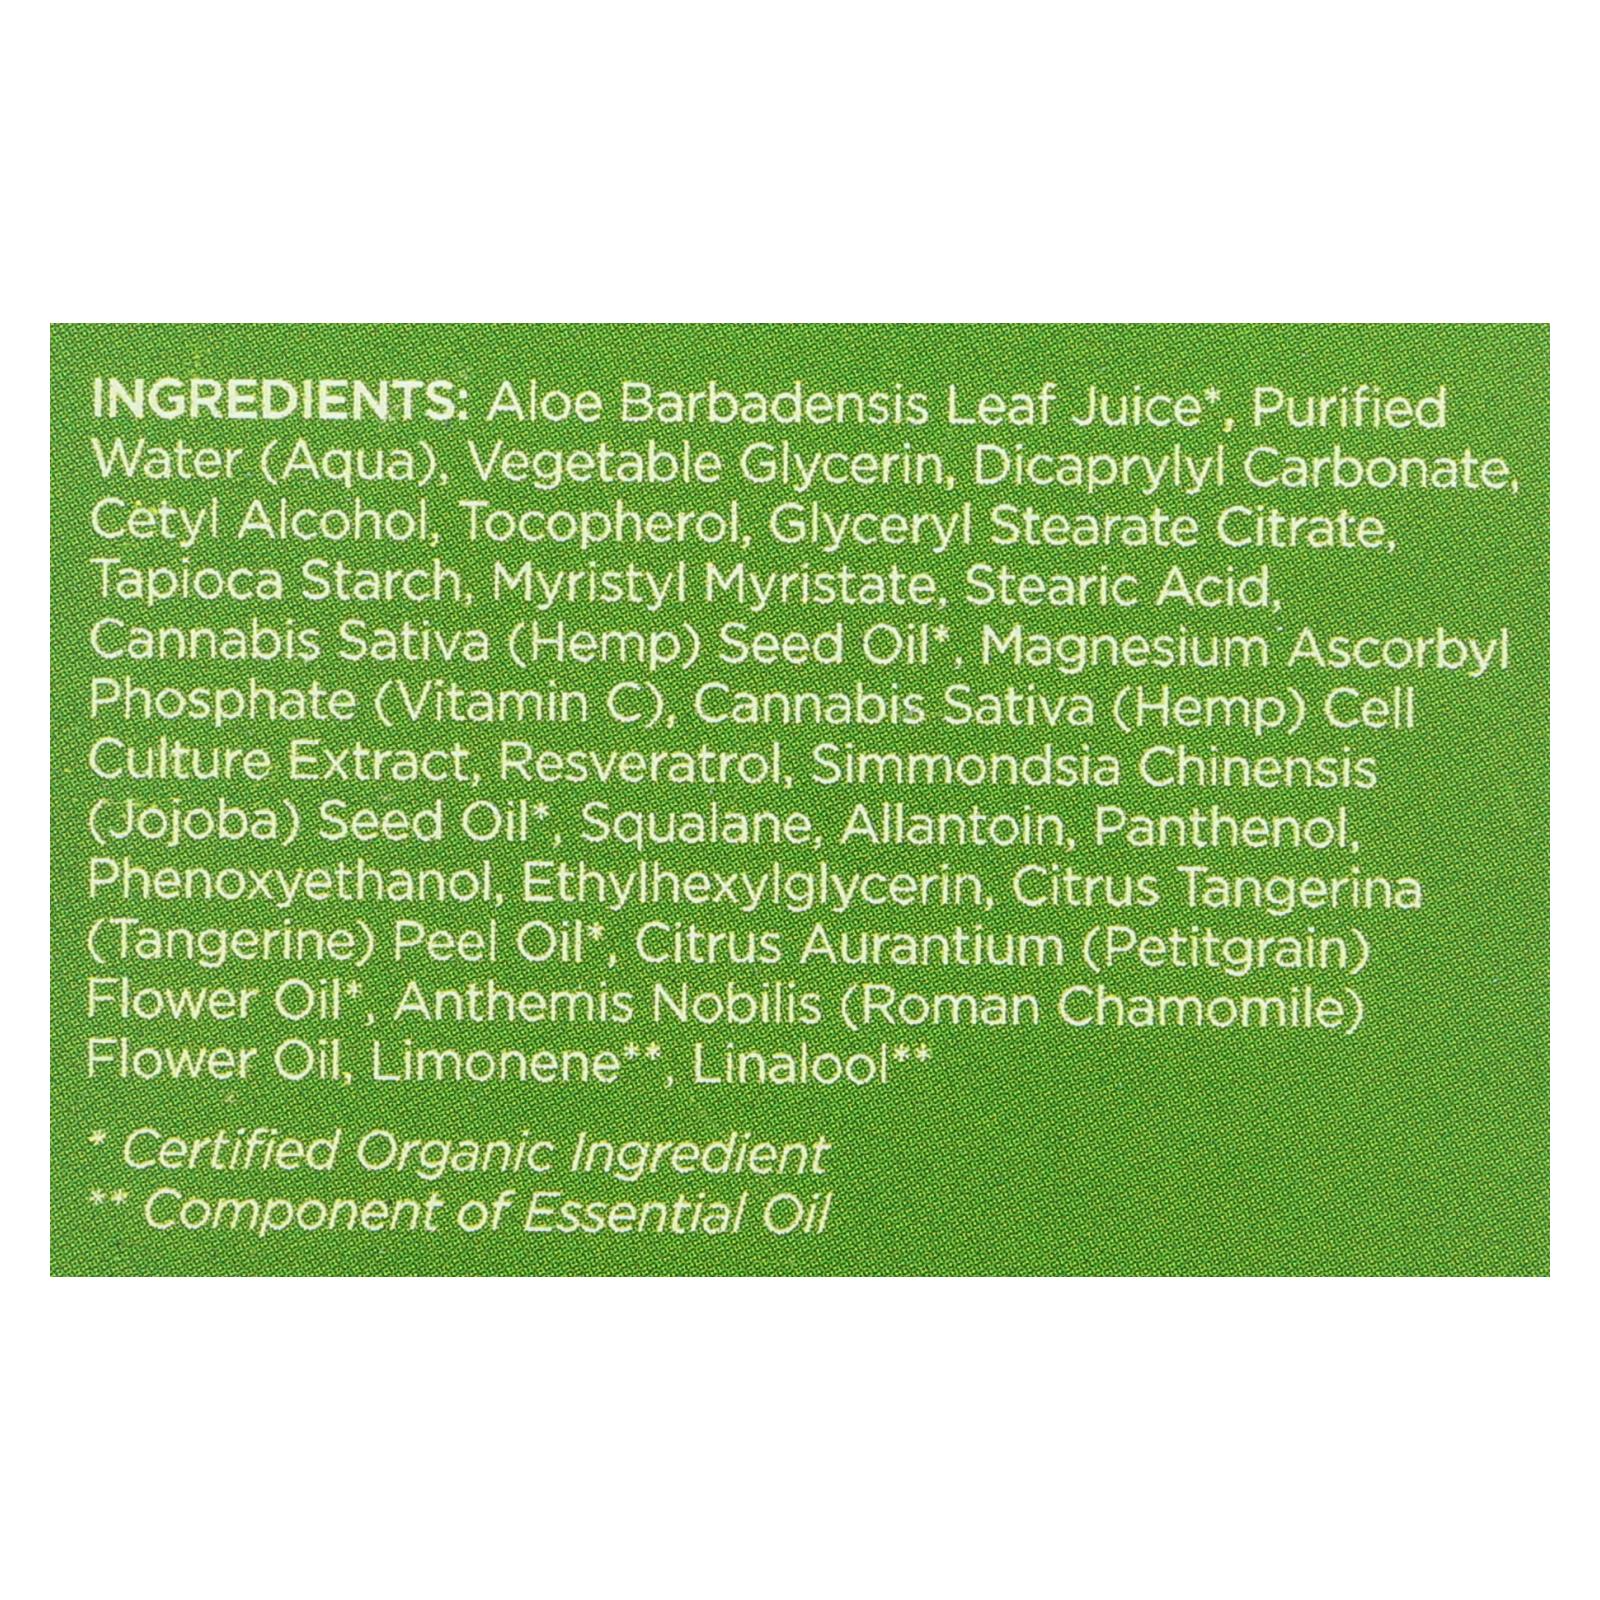 INGREDIENTS: Aloe Barbadensis Leaf Juice*, Purified
Water (Aqua), Vegetable Glycerin, Dicaprylyl Carbonate,
Cetyl Alcohol, Tocopherol, Glyceryl Stearate Citrate,
Tapioca Starch, Myristyl Myristate, Stearic Acid,
Cannabis Sativa (Hemp) Seed Oil*, Magnesium Ascorbyl
Phosphate (Vitamin C), Cannabis Sativa (Hemp) Cell
Culture Extract, Resveratrol, Simmondsia Chinensis
(Jojoba) Seed Oil*, Squalane, Allantoin, Panthenol,
Phenoxyethanol, Ethylhexylglycerin, Citrus Tangerina
(Tangerine) Peel Oil*, Citrus Aurantium (Petitgrain)
Flower Oil*, Anthemis Nobilis (Roman Chamomile)
Flower Oil, Limonene**, Linalool**
* Certified Organic Ingredient
** Component of Essential Oil